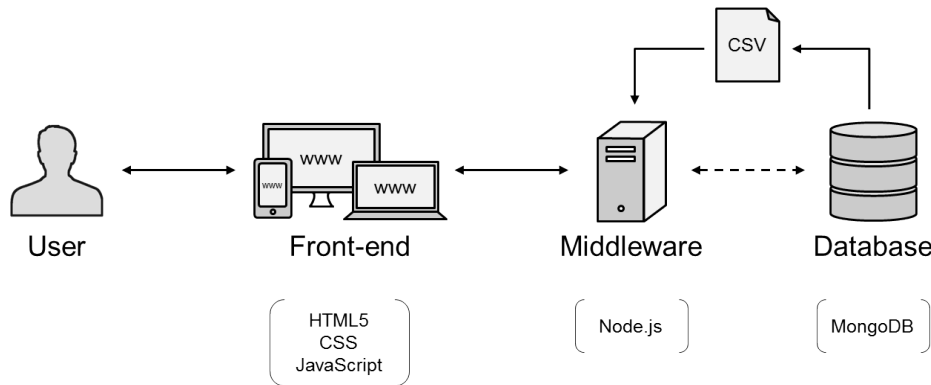 CSV
www
www
www
User
Front-end
Middleware
Database
HTML5
CSS
JavaScript
Node.js
MongoDB